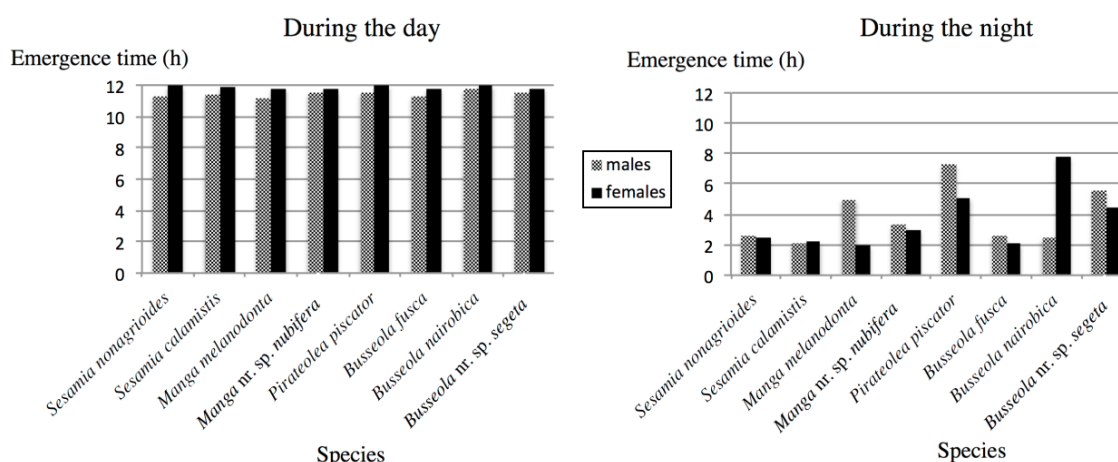 During the day
Emergence time (h)
12
10
8
6
4
2
0
Sesamia nonagrioides
Sesamia calamistis
Manga melanodonta
Manga nr. sp. nubifera
Pirateolea piscator
Busseola fusca
Busseola nairobica
Busseola nr. sp. segeta
Species
males
females
During the night
Emergence time (h)
12
10
8
6
4
2
0
Sesamia nonagrioides
Sesamia calamistis
Manga melanodonta
Manga nr. sp. nubifera
Pirateolea piscator
Busseola fusca
Busseola nairobica
Busseola nr. sp. segeta
Species